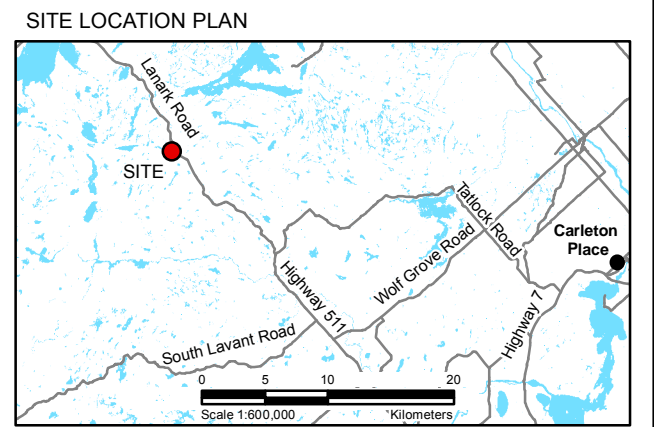 SITE LOCATION PLAN
Lanark Road
SITE
Tatlock Road
Carleton
Place
Wolf Grove Road
Highway 511
Highway 7
South Lavant Road
0 5 10 20
Scale 1:600,000 Kilometers